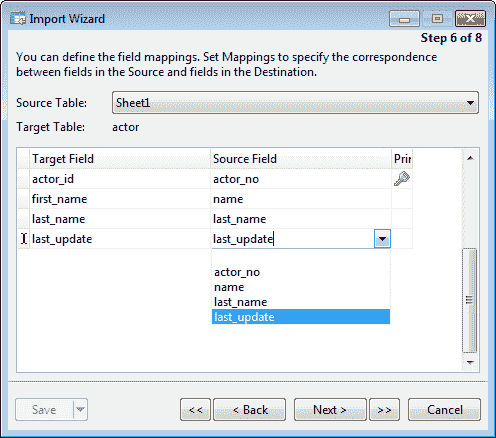 Import Wizard
Step 6 of 8
You can define the field mappings. Set Mappings to specify the correspondence
between fields in the Source and fields in the Destination.
Source Table: Sheet1
Target Table: actor
Target Field Source Field Prir
actor_id actor_no
first_name name
last_name last_name
last_update last_update
actor_no
name
last_name
last_update
Save << < Back Next > >> Cancel